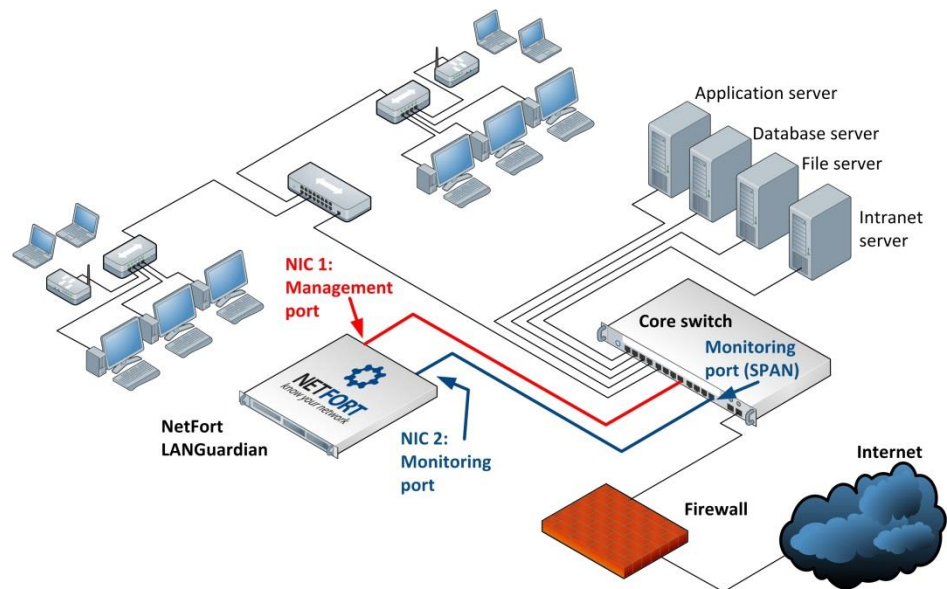 Application server
Database server
File server
Intranet
server
NIC 1:
Management
port
Core switch
Monitoring
port (SPAN)
NETFORT
know your network
NetFort
LANGuardian
NIC 2:
Monitoring
port
Firewall
Internet